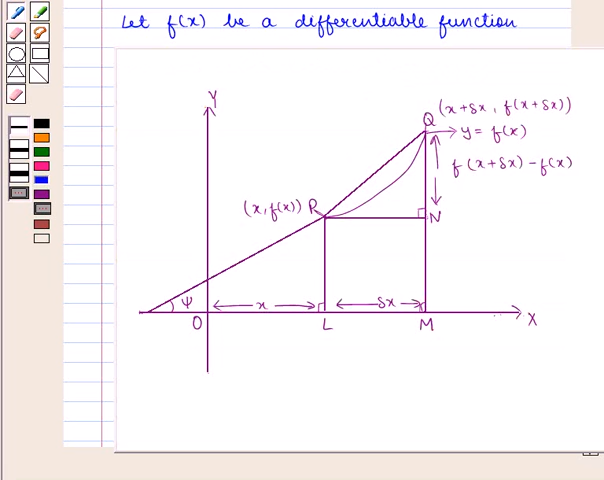 Let f(x) be a differentiable function
Y
Q (x+δx, f(x+δx))
y = f(x)
f(x+δx) - f(x)
(x, f(x)) R
N
ψ
x
δx
O
L
M
X